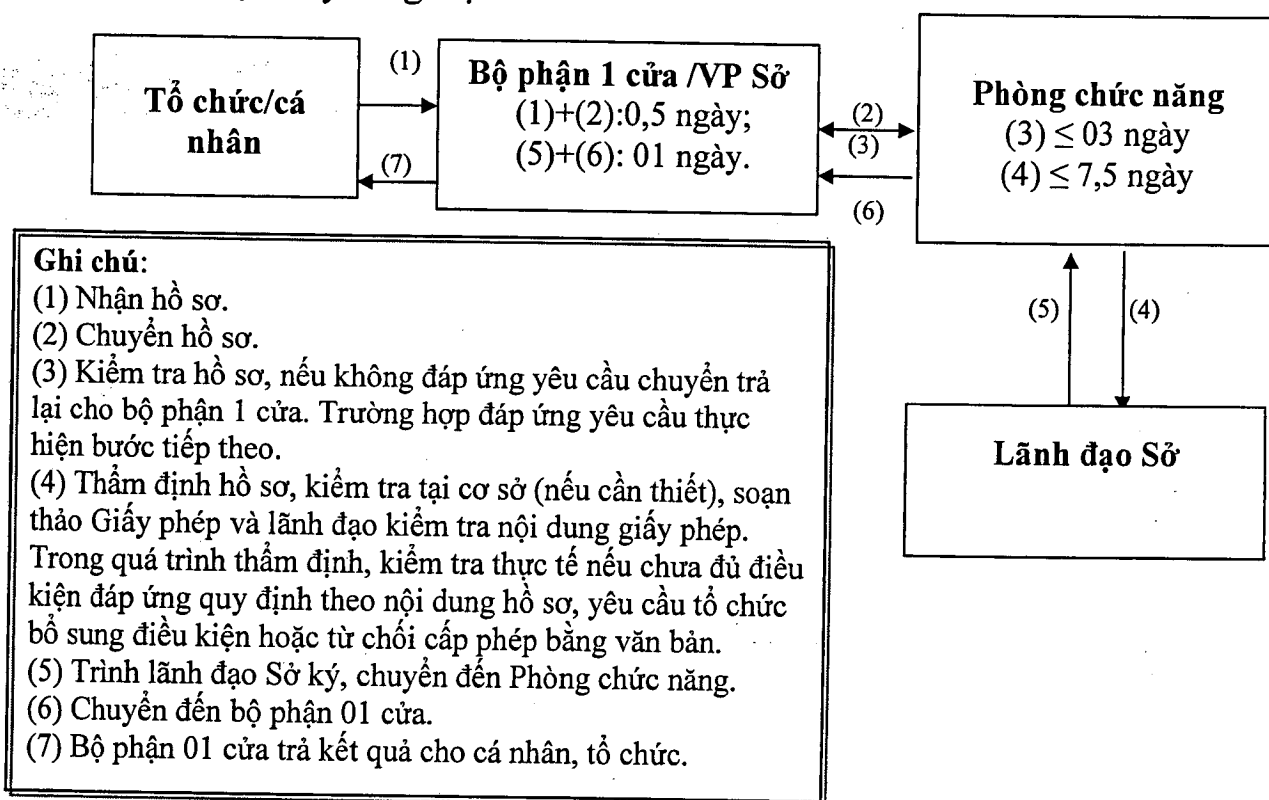 Tổ chức/cá
nhân
(1)
(7)
Bộ phận 1 cửa /VP Sở
(1)+(2):0,5 ngày;
(5)+(6): 01 ngày.
(2)
(3)
(6)
Phòng chức năng
(3) ≤ 03 ngày
(4) ≤ 7,5 ngày
(5)
(4)
Lãnh đạo Sở
Ghi chú:
(1) Nhận hồ sơ.
(2) Chuyển hồ sơ.
(3) Kiểm tra hồ sơ, nếu không đáp ứng yêu cầu chuyển trả
lại cho bộ phận 1 cửa. Trường hợp đáp ứng yêu cầu thực
hiện bước tiếp theo.
(4) Thẩm định hồ sơ, kiểm tra tại cơ sở (nếu cần thiết), soạn
thảo Giấy phép và lãnh đạo kiểm tra nội dung giấy phép.
Trong quá trình thẩm định, kiểm tra thực tế nếu chưa đủ điều
kiện đáp ứng quy định theo nội dung hồ sơ, yêu cầu tổ chức
bổ sung điều kiện hoặc từ chối cấp phép bằng văn bản.
(5) Trình lãnh đạo Sở ký, chuyển đến Phòng chức năng.
(6) Chuyển đến bộ phận 01 cửa.
(7) Bộ phận 01 cửa trả kết quả cho cá nhân, tổ chức.